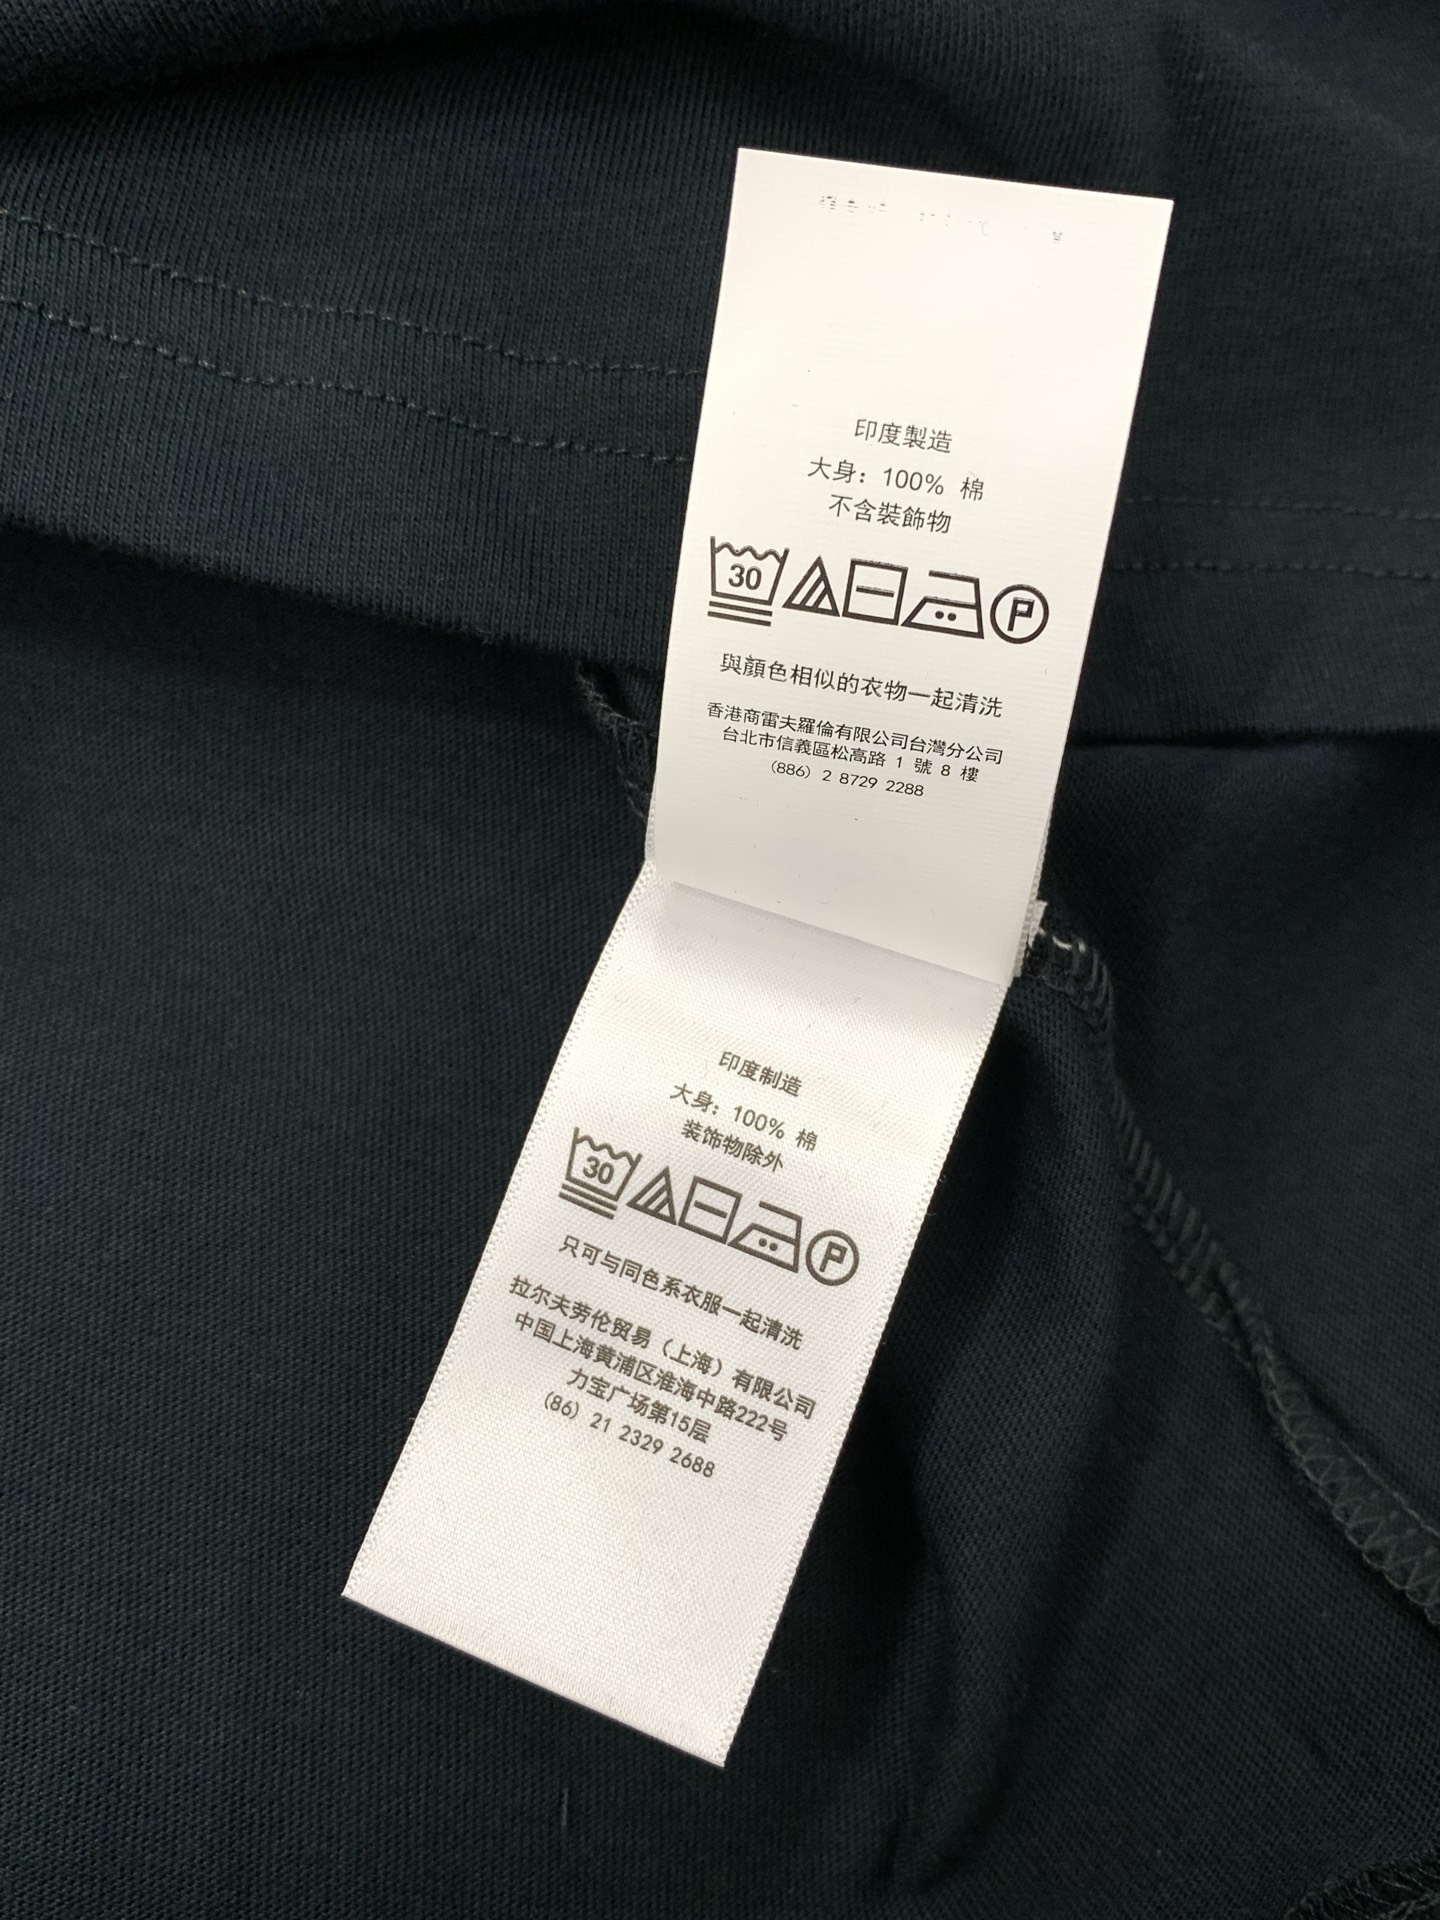 印度製造
大身: 100% 棉
不含裝飾物
30
P
與顏色相似的衣物一起清洗
香港商雷夫羅倫有限公司台灣分公司
台北市信義區松高路 1 號 8 樓
(886) 2 8729 2288
印度制造
大身: 100% 棉
装饰物除外
30
P
只可与同色系衣服一起清洗
拉尔夫劳伦贸易（上海）有限公司
中国上海黄浦区淮海中路222号
力宝广场第15层
(86) 21 2329 2688